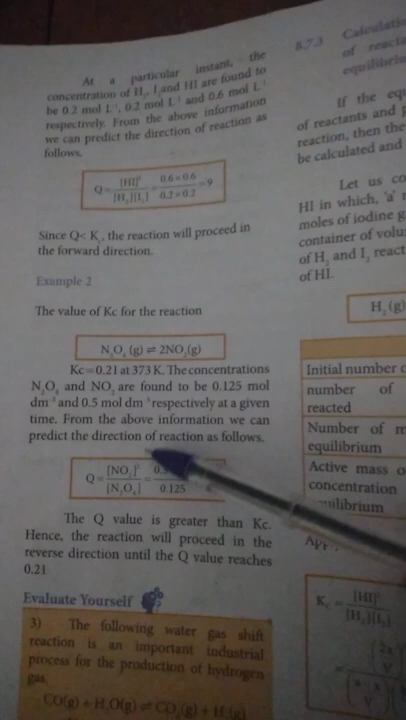 At a particular instant, the
concentration of H₂, I₂ and HI are found to
be 0.2 mol L⁻¹, 0.2 mol L⁻¹ and 0.6 mol L⁻¹
respectively. From the above information
we can predict the direction of reaction as
follows.
Q = [HI]² / [H₂][I₂] = 0.6 × 0.6 / 0.2 × 0.2 = 9
Since Q< K꜀, the reaction will proceed in
the forward direction.
Example 2
The value of Kc for the reaction
N₂O₄ (g) ⇌ 2NO₂(g)
Kc=0.21 at 373 K. The concentrations
N₂O₄ and NO₂ are found to be 0.125 mol
dm⁻³ and 0.5 mol dm⁻³ respectively at a given
time. From the above information we can
predict the direction of reaction as follows.
Q = [NO₂]² / [N₂O₄] = 0. / 0.125
The Q value is greater than Kc.
Hence, the reaction will proceed in the
reverse direction until the Q value reaches
0.21
Evaluate Yourself
3) The following water gas shift
reaction is an important industrial
process for the production of hydrogen
gas.
CO(g) + H₂O(g) ⇌ CO₂(g) + H₂(g)
8.7.3 Calculation
of
If the
of reactants and
reaction, then the
be calculated and
Let us
HI in which, 'a'
moles of iodine
container of
of H₂ and I₂ react
of HI.
H₂(g)
Initial number
number of
reacted
Number of
equilibrium
Active mass
concentration
K꜀ = [HI]² / [H₂][I₂]